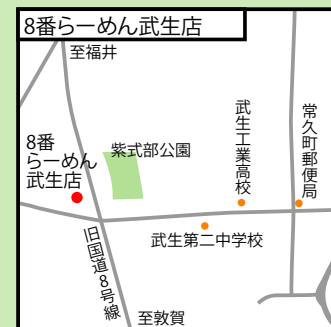 8番らーめん武生店
至福井
8番
らーめん
武生店
紫式部公園
武生工業高校
常久町郵便局
武生第二中学校
旧国道8号線
至敦賀